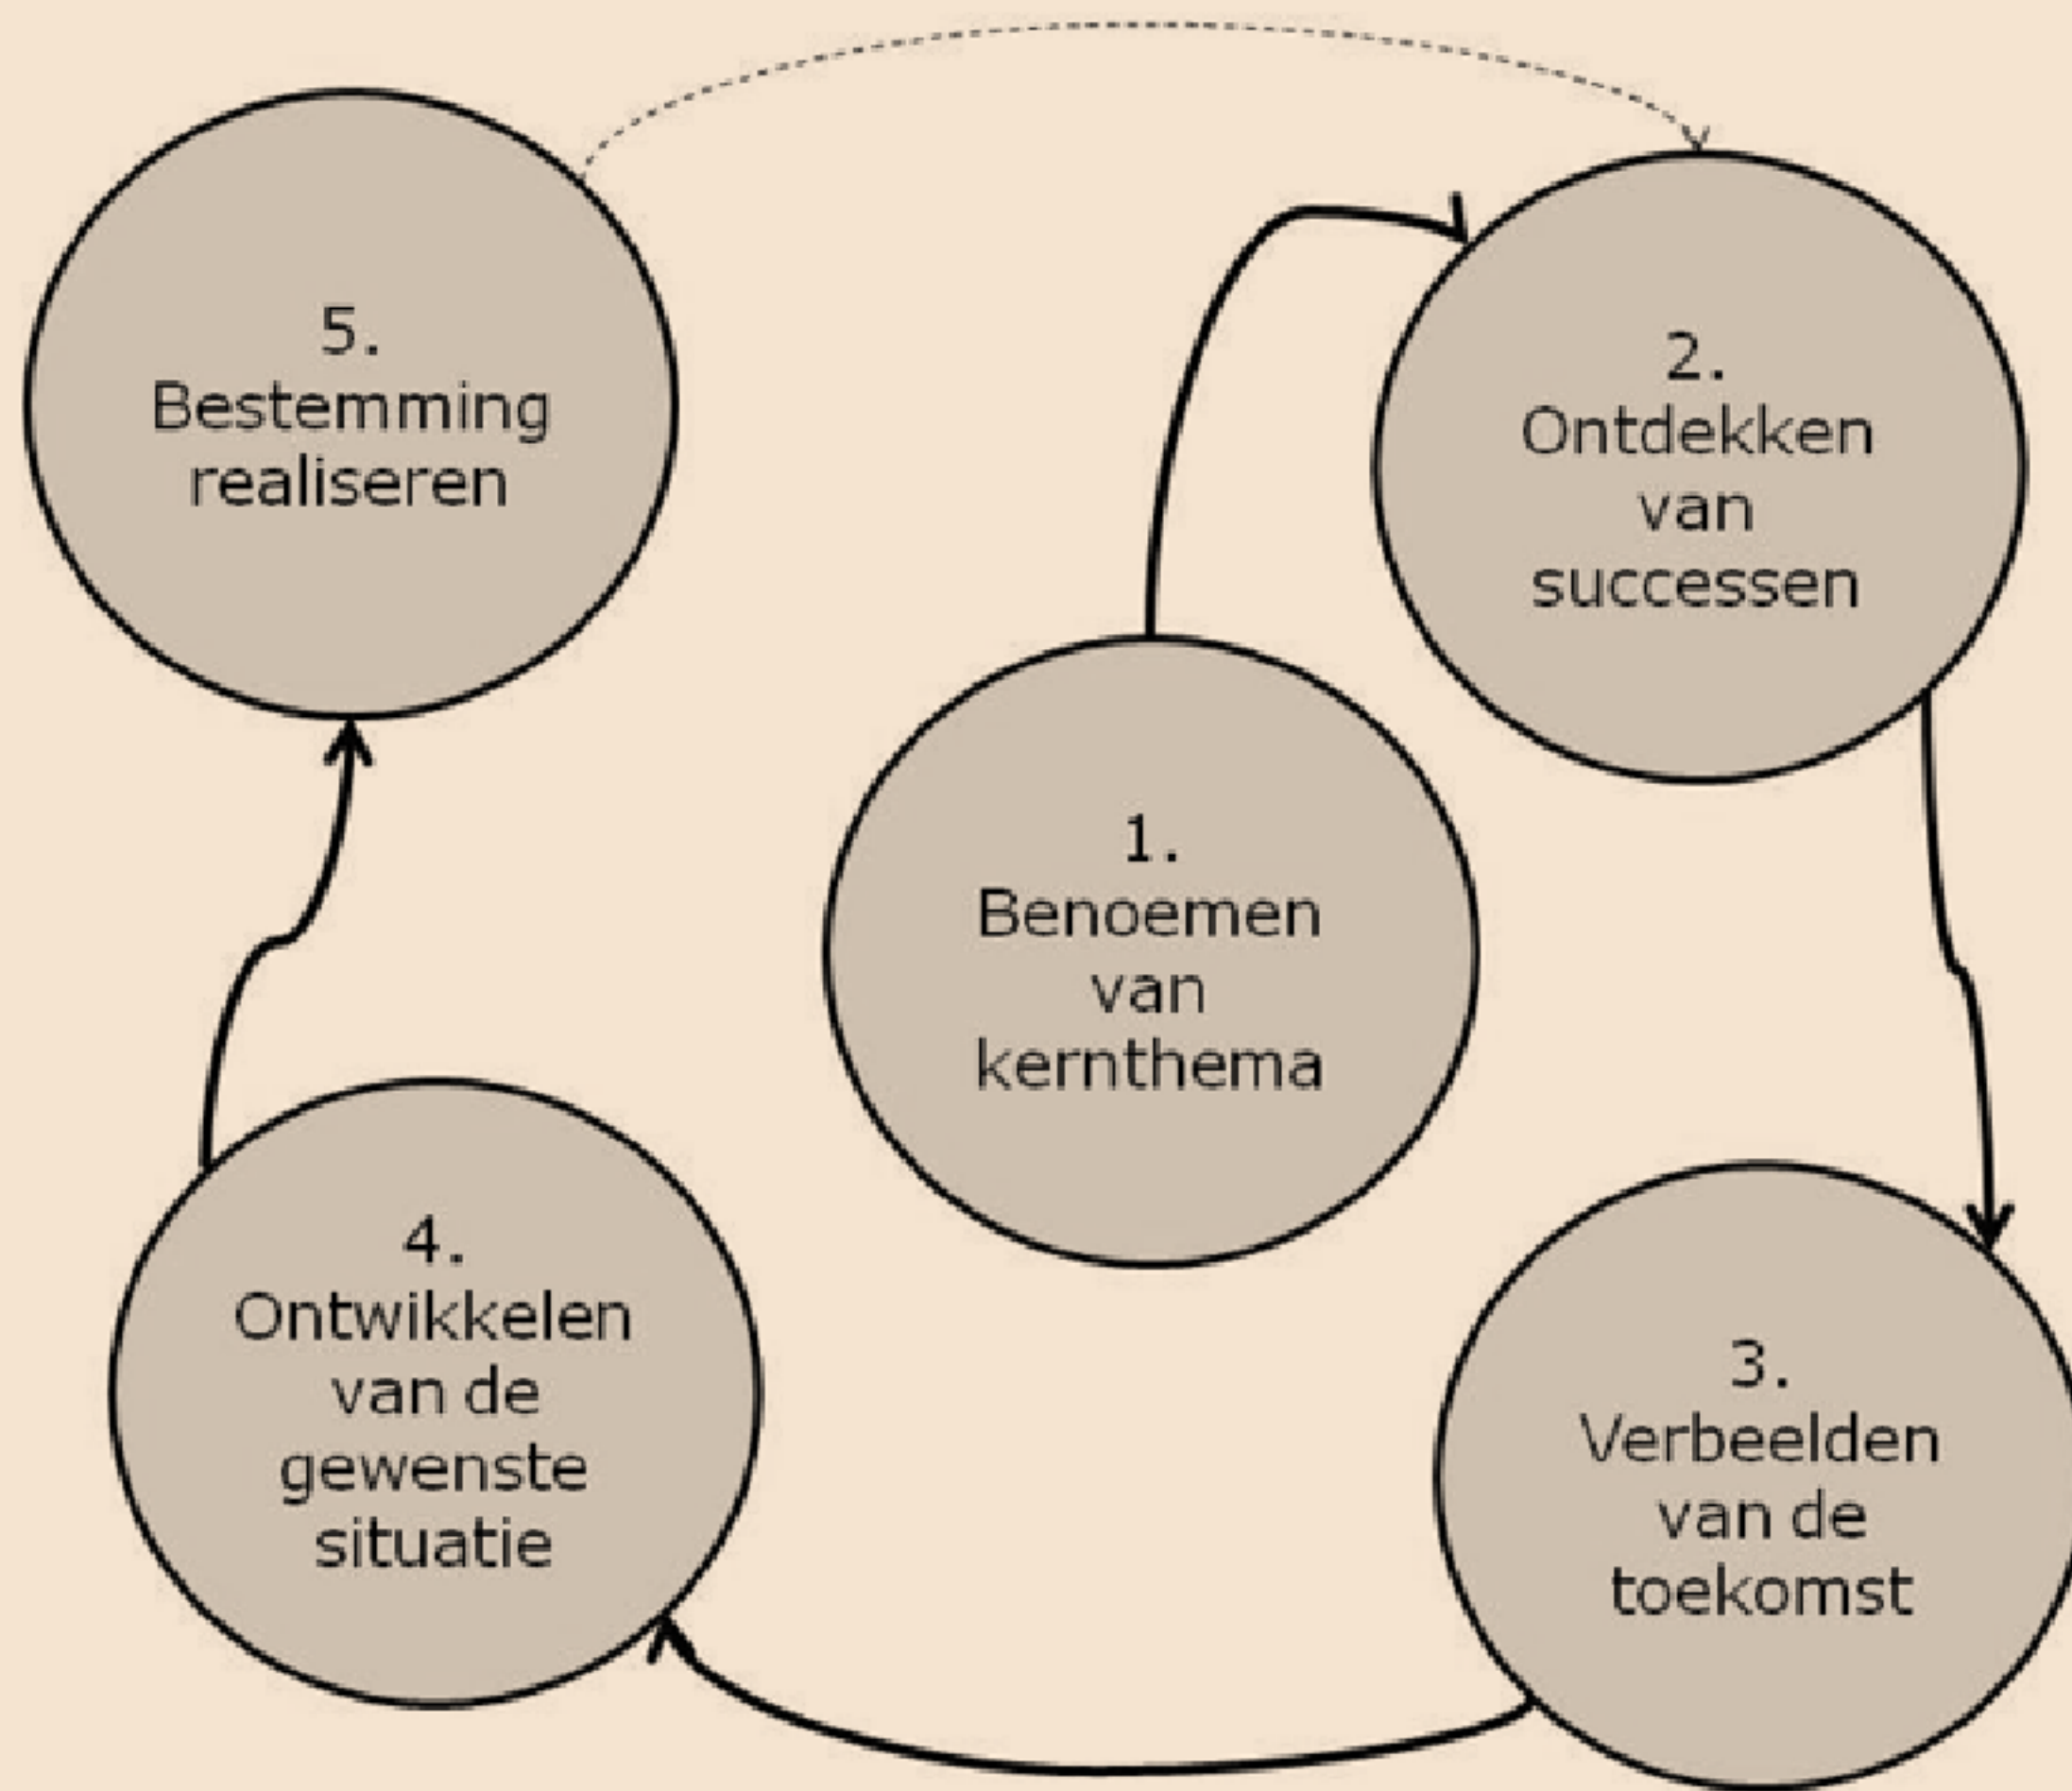 1.
Benoemen
van
kernthema
2.
Ontdekken
van
successen
3.
Verbeelden
van de
toekomst
4.
Ontwikkelen
van de
gewenste
situatie
5.
Bestemming
realiseren